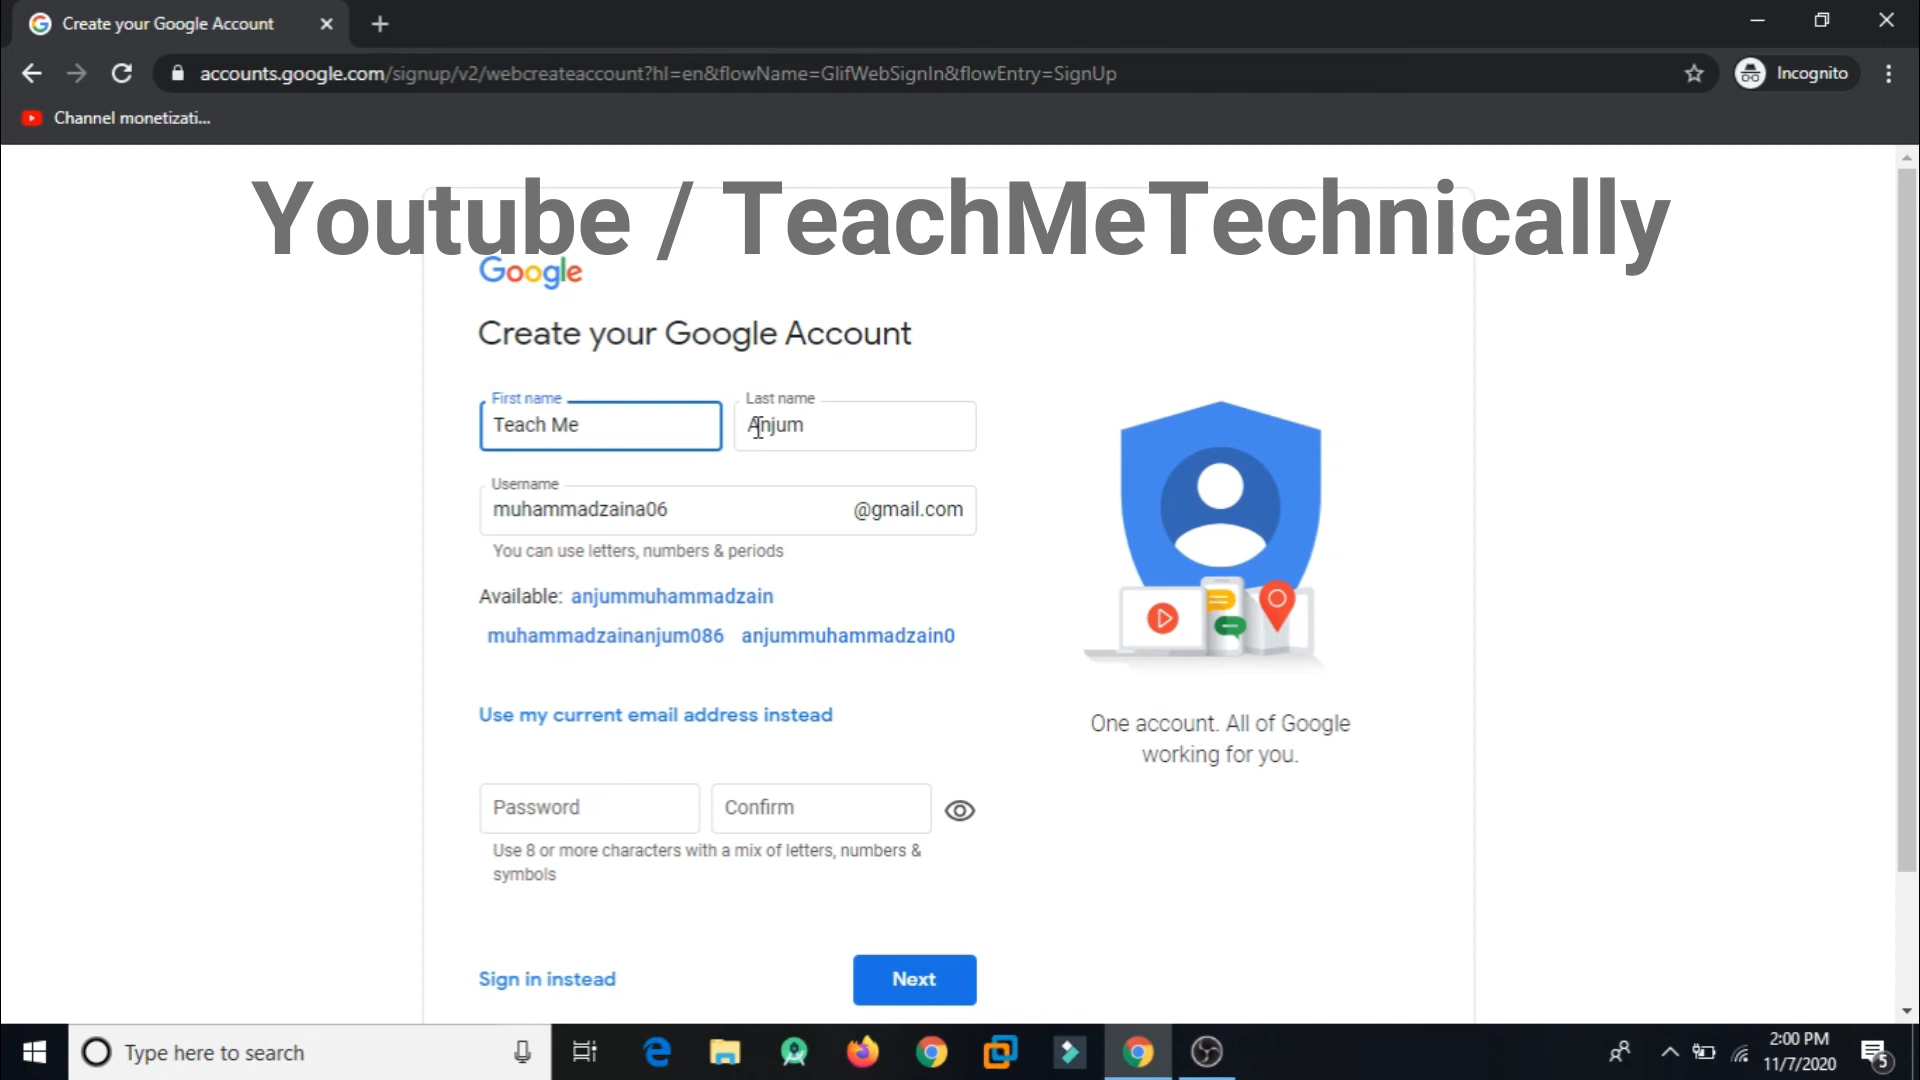 Create your Google Account
accounts.google.com/signup/v2/webcreateaccount?hl=en&flowName=GlifWebSignIn&flowEntry=SignUp
Incognito
Channel monetizati...
Youtube / TeachMeTechnically
Google
Create your Google Account
First name
Last name
Teach Me
Anjum
Username
muhammadzaina06
@gmail.com
You can use letters, numbers & periods
Available: anjummuhammadzain
muhammadzainanjum086 anjummuhammadzain0
Use my current email address instead
One account. All of Google
working for you.
Password
Confirm
Use 8 or more characters with a mix of letters, numbers &
symbols
Sign in instead
Next
Type here to search
2:00 PM
11/7/2020
5